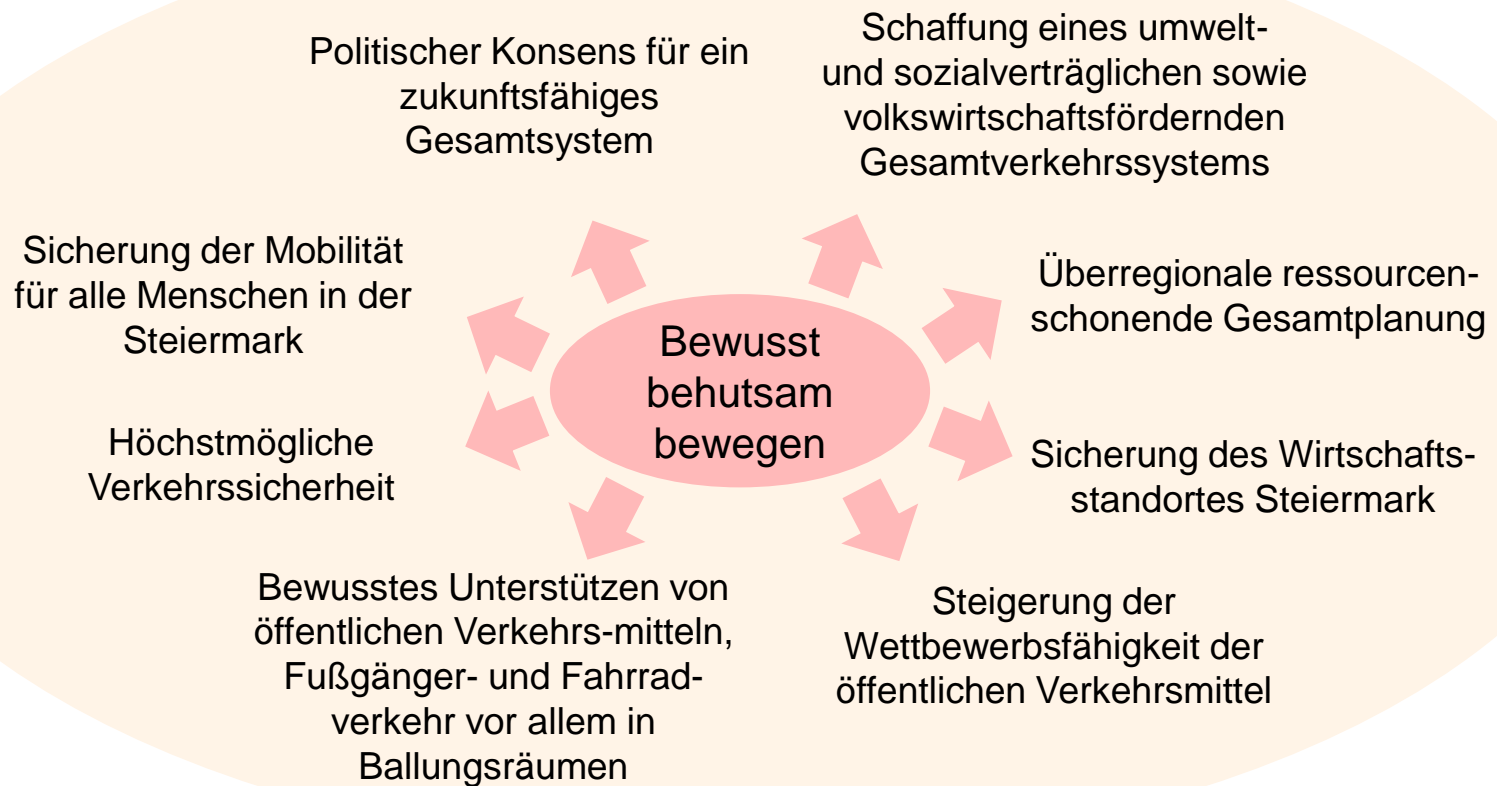 Politischer Konsens für ein
zukunftsfähiges
Gesamtsystem
Schaffung eines umwelt-
und sozialverträglichen sowie
volkswirtschaftsfördernden
Gesamtverkehrssystems
Sicherung der Mobilität
für alle Menschen in der
Steiermark
Überregionale ressourcen-
schonende Gesamtplanung
Bewusst
behutsam
bewegen
Höchstmögliche
Verkehrssicherheit
Sicherung des Wirtschafts-
standortes Steiermark
Bewusstes Unterstützen von
öffentlichen Verkehrs-mitteln,
Fußgänger- und Fahrrad-
verkehr vor allem in
Ballungsräumen
Steigerung der
Wettbewerbsfähigkeit der
öffentlichen Verkehrsmittel